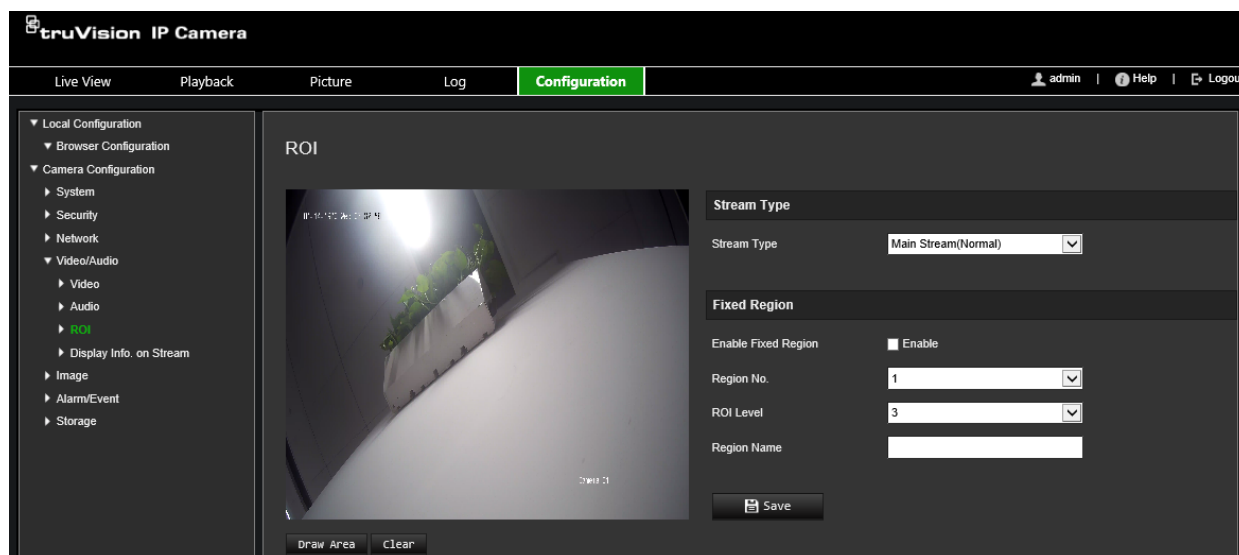 truVision IP Camera
Live View Playback Picture Log Configuration admin | Help | Logou
Local Configuration
Browser Configuration
Camera Configuration
System
Security
Network
Video/Audio
Video
Audio
ROI
Display Info. on Stream
Image
Alarm/Event
Storage
ROI
Camera 01
Draw Area Clear
Stream Type
Stream Type Main Stream(Normal)
Fixed Region
Enable Fixed Region Enable
Region No. 1
ROI Level 3
Region Name
Save